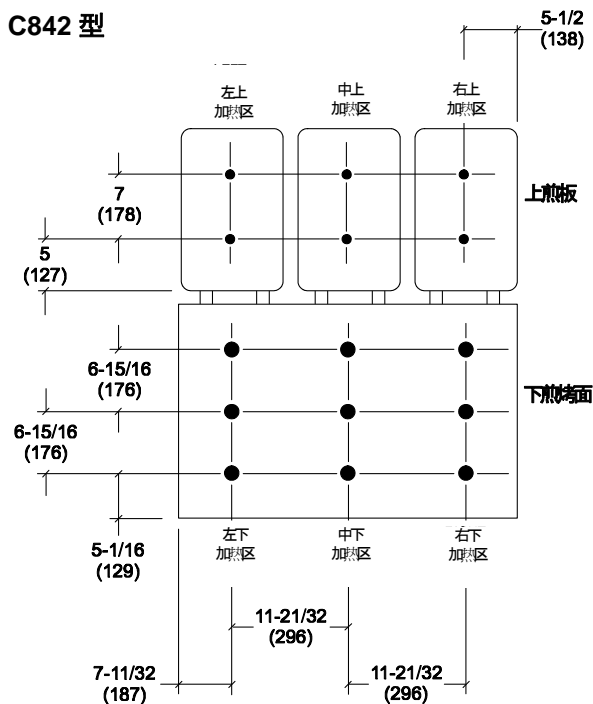 C842 型
5-1/2
(138)
左上
加热区
中上
加热区
右上
加热区
7
(178)
上煎板
5
(127)
6-15/16
(176)
下煎烤面
6-15/16
(176)
5-1/16
(129)
左下
加热区
中下
加热区
右下
加热区
11-21/32
(296)
7-11/32
(187)
11-21/32
(296)